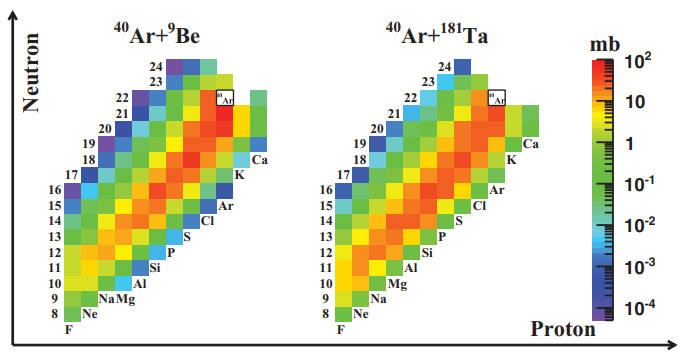 ⁴⁰Ar+⁹Be
⁴⁰Ar+¹⁸¹Ta
Neutron
24
23
22
21
20
19
18
17
16
15
14
13
12
11
10
9
8
⁴⁰Ar
Ca
K
Ar
Cl
S
P
Si
Al
Mg
Na
Ne
F
24
23
22
21
20
19
18
17
16
15
14
13
12
11
10
9
8
⁴⁰Ar
Ca
K
Ar
Cl
S
P
Si
Al
Mg
Na
Ne
F
mb
10²
10
1
10⁻¹
10⁻²
10⁻³
10⁻⁴
Proton